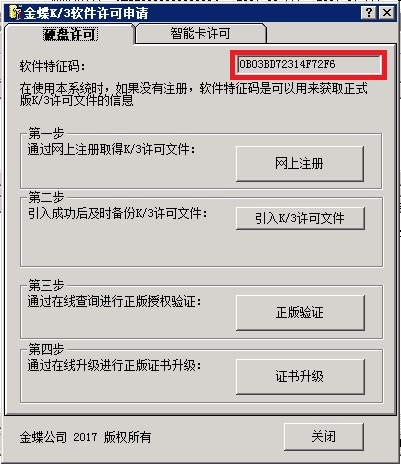 金蝶K/3软件许可申请
硬盘许可
智能卡许可
软件特征码:
0B03BD72314F72F6
在使用本系统时,如果没有注册,软件特征码是可以用来获取正式
版K/3许可文件的信息
第一步
通过网上注册取得K/3许可文件:
网上注册
第二步
引入成功后及时备份K/3许可文件:
引入K/3许可文件
第三步
通过在线查询进行正版授权验证:
正版验证
第四步
通过在线升级进行正版证书升级:
证书升级
金蝶公司 2017 版权所有
关闭